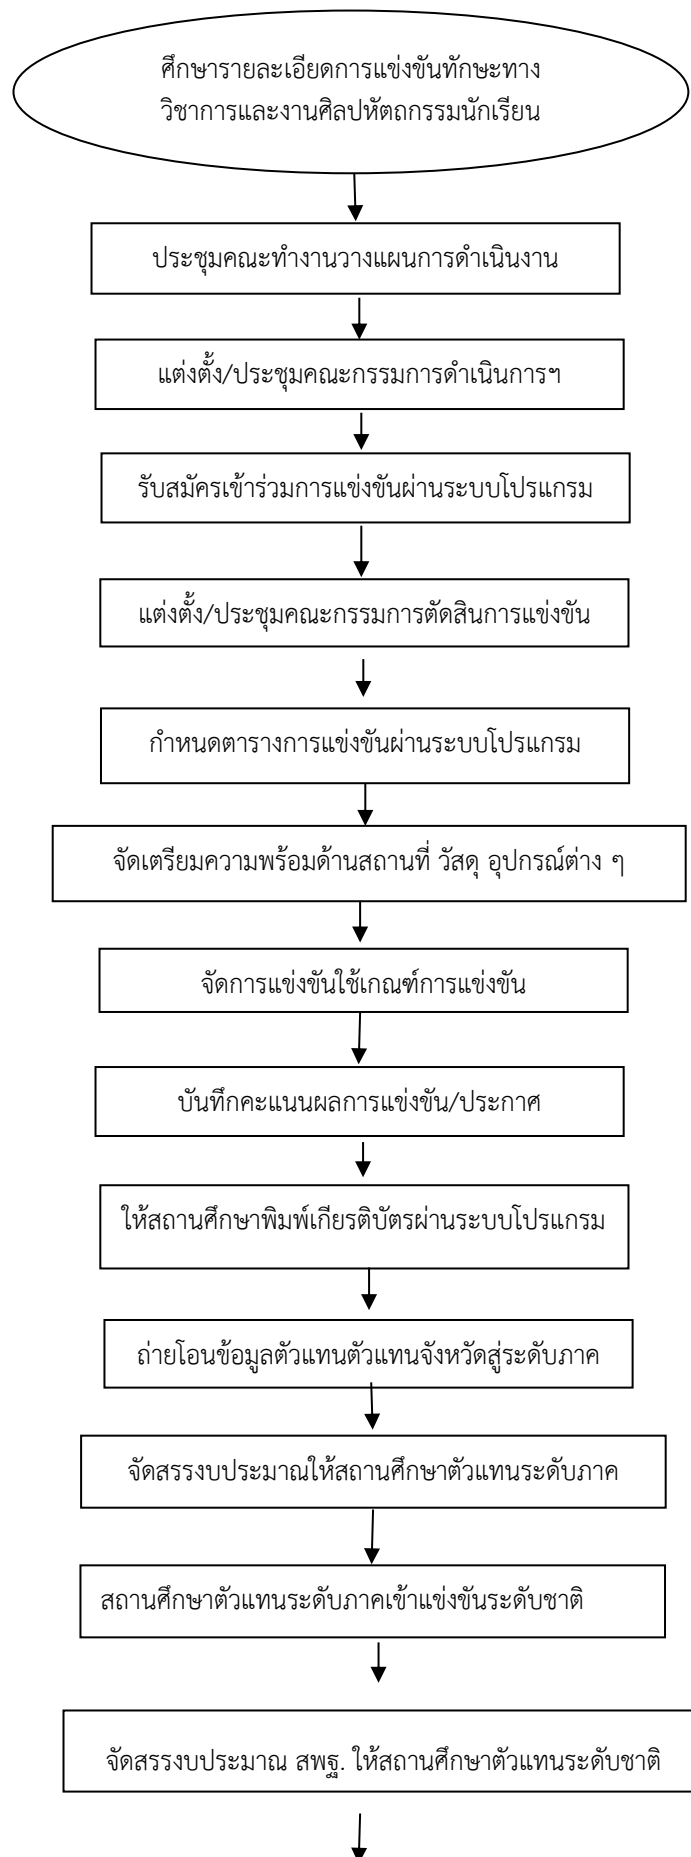 ศึกษารายละเอียดการแข่งขันทักษะทาง
วิชาการและงานศิลปหัตถกรรมนักเรียน
ประชุมคณะทำงานวางแผนการดำเนินงาน
แต่งตั้ง/ประชุมคณะกรรมการดำเนินการฯ
รับสมัครเข้าร่วมการแข่งขันผ่านระบบโปรแกรม
แต่งตั้ง/ประชุมคณะกรรมการตัดสินการแข่งขัน
กำหนดตารางการแข่งขันผ่านระบบโปรแกรม
จัดเตรียมความพร้อมด้านสถานที่ วัสดุ อุปกรณ์ต่าง ๆ
จัดการแข่งขันใช้เกณฑ์การแข่งขัน
บันทึกคะแนนผลการแข่งขัน/ประกาศ
ให้สถานศึกษาพิมพ์เกียรติบัตรผ่านระบบโปรแกรม
ถ่ายโอนข้อมูลตัวแทนตัวแทนจังหวัดสู่ระดับภาค
จัดสรรงบประมาณให้สถานศึกษาตัวแทนระดับภาค
สถานศึกษาตัวแทนระดับภาคเข้าแข่งขันระดับชาติ
จัดสรรงบประมาณ สพฐ. ให้สถานศึกษาตัวแทนระดับชาติ